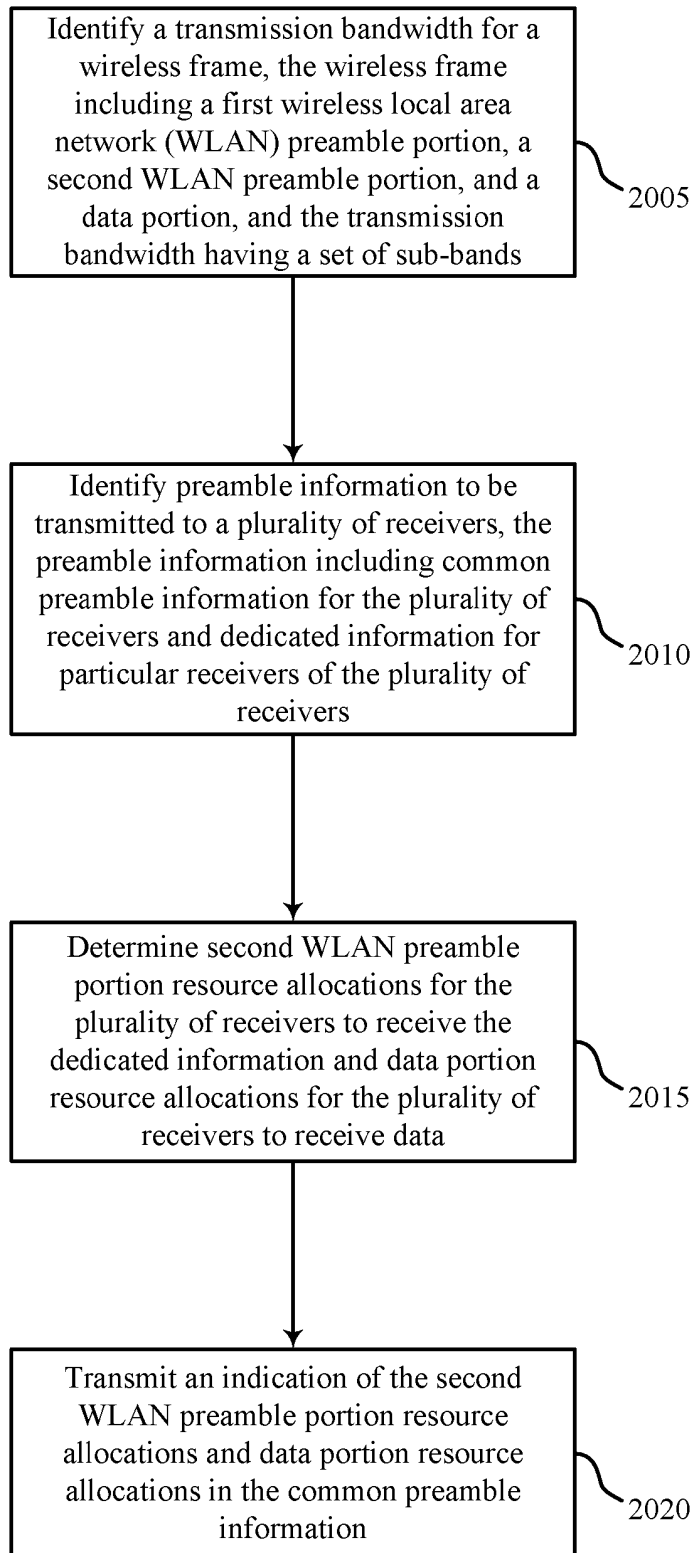 Identify a transmission bandwidth for a
wireless frame, the wireless frame
including a first wireless local area
network (WLAN) preamble portion, a
second WLAN preamble portion, and a
data portion, and the transmission
bandwidth having a set of sub-bands
2005
Identify preamble information to be
transmitted to a plurality of receivers, the
preamble information including common
preamble information for the plurality of
receivers and dedicated information for
particular receivers of the plurality of
receivers
2010
Determine second WLAN preamble
portion resource allocations for the
plurality of receivers to receive the
dedicated information and data portion
resource allocations for the plurality of
receivers to receive data
2015
Transmit an indication of the second
WLAN preamble portion resource
allocations and data portion resource
allocations in the common preamble
information
2020